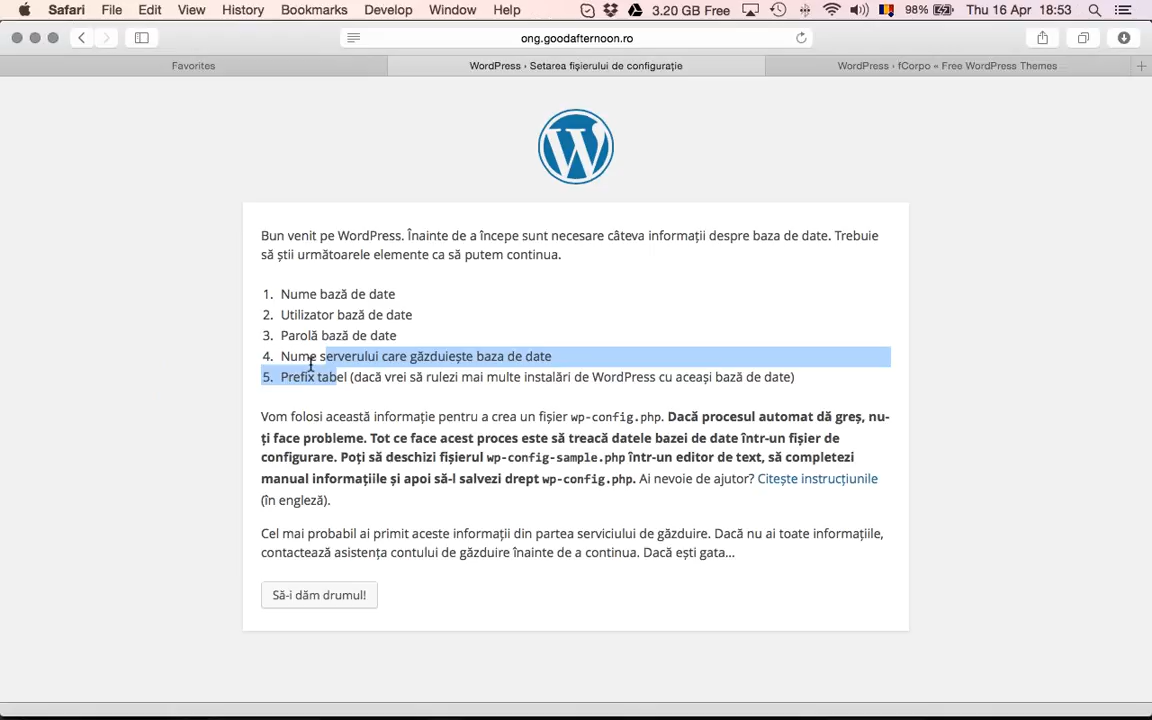 Safari File Edit View History Bookmarks Develop Window Help 3.20 GB Free 98% Thu 16 Apr 18:53
ong.goodafternoon.ro
Favorites
WordPress › Setarea fișierului de configurație
WordPress › fCorpo « Free WordPress Themes
Bun venit pe WordPress. Înainte de a începe sunt necesare câteva informații despre baza de date. Trebuie
să știi următoarele elemente ca să putem continua.
1. Nume bază de date
2. Utilizator bază de date
3. Parolă bază de date
4. Nume serverului care găzduiește baza de date
5. Prefix tabel (dacă vrei să rulezi mai multe instalări de WordPress cu aceași bază de date)
Vom folosi această informație pentru a crea un fișier wp-config.php. Dacă procesul automat dă greș, nu-
ți face probleme. Tot ce face acest proces este să treacă datele bazei de date într-un fișier de
configurare. Poți să deschizi fișierul wp-config-sample.php într-un editor de text, să completezi
manual informațiile și apoi să-l salvezi drept wp-config.php. Ai nevoie de ajutor? Citește instrucțiunile
(în engleză).
Cel mai probabil ai primit aceste informații din partea serviciului de găzduire. Dacă nu ai toate informațiile,
contactează asistența contului de găzduire înainte de a continua. Dacă ești gata...
Să-i dăm drumul!